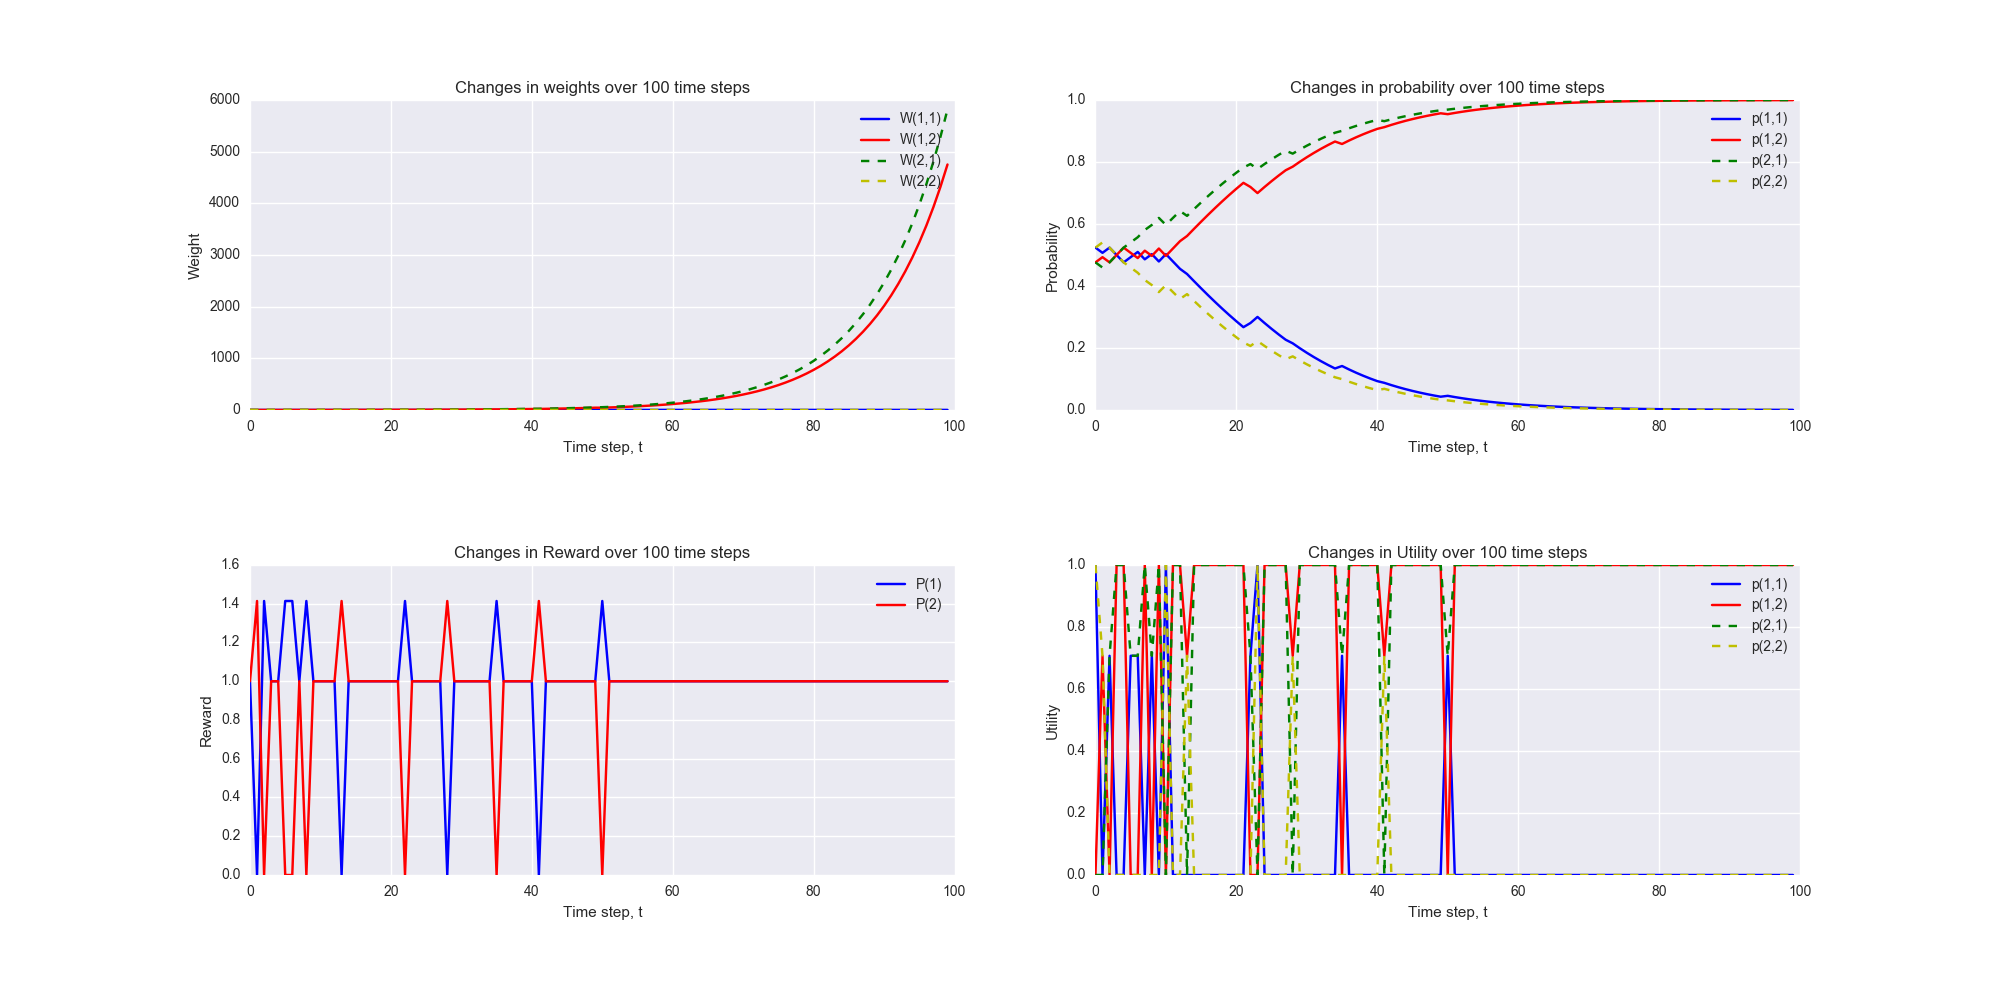 Changes in weights over 100 time steps
6000
5000
4000
3000
2000
1000
0
Weight
0 20 40 60 80 100
Time step, t
W(1,1)
W(1,2)
W(2,1)
W(2,2)
Changes in probability over 100 time steps
1.0
0.8
0.6
0.4
0.2
0.0
Probability
0 20 40 60 80 100
Time step, t
p(1,1)
p(1,2)
p(2,1)
p(2,2)
Changes in Reward over 100 time steps
1.6
1.4
1.2
1.0
0.8
0.6
0.4
0.2
0.0
Reward
0 20 40 60 80 100
Time step, t
P(1)
P(2)
Changes in Utility over 100 time steps
1.0
0.8
0.6
0.4
0.2
0.0
Utility
0 20 40 60 80 100
Time step, t
p(1,1)
p(1,2)
p(2,1)
p(2,2)